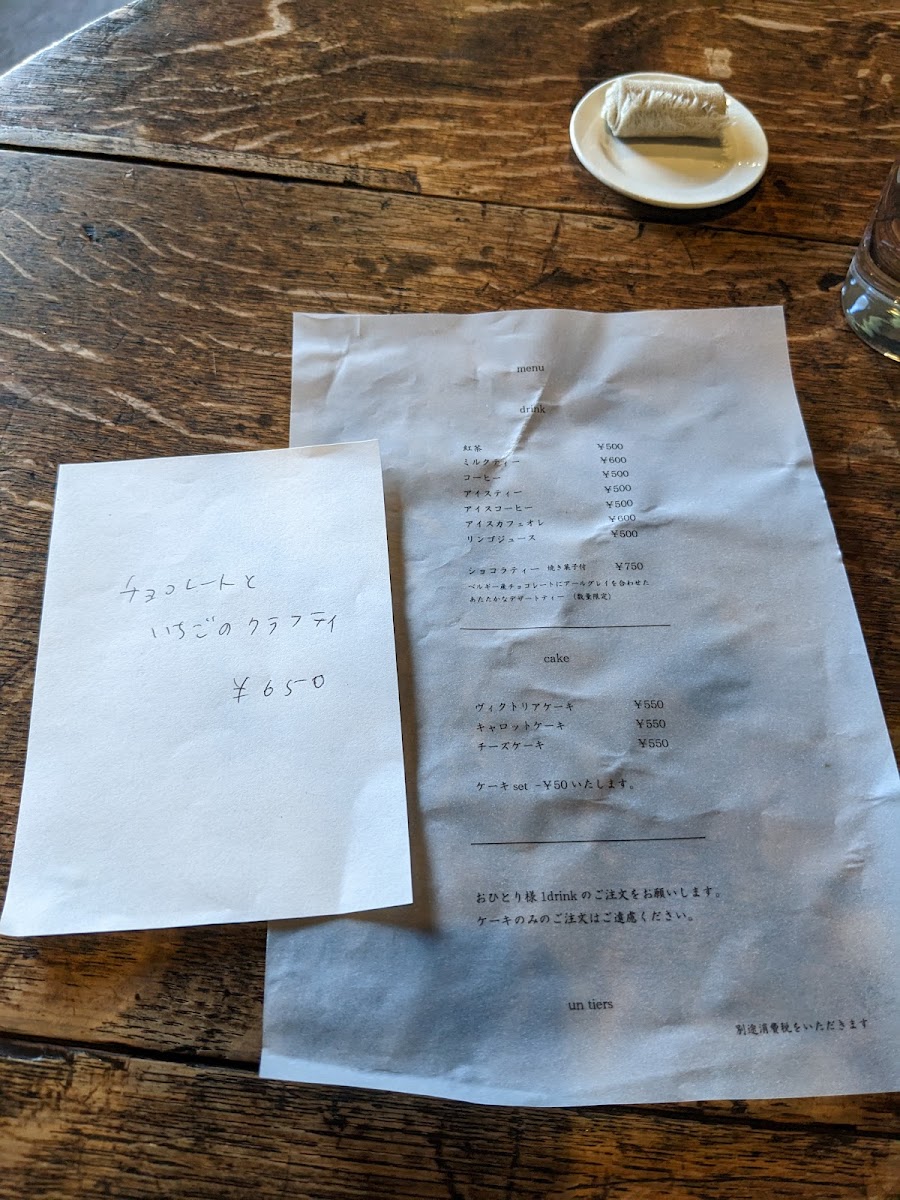 チョコレートと
いちごのクラフティ
¥650
menu
drink
紅茶 ¥500
ミルクティー ¥600
コーヒー ¥500
アイスティー ¥500
アイスコーヒー ¥500
アイスカフェオレ ¥600
リンゴジュース ¥500
ショコラティー 焼き菓子付 ¥750
ベルギー産チョコレートにアールグレイを合わせた
あたたかなデザートティー (数量限定)
cake
ヴィクトリアケーキ ¥550
キャロットケーキ ¥550
チーズケーキ ¥550
ケーキ set -¥50いたします。
おひとり様 1drink のご注文をお願いします。
ケーキのみのご注文はご遠慮ください。
un tiers
別途消費税をいただきます